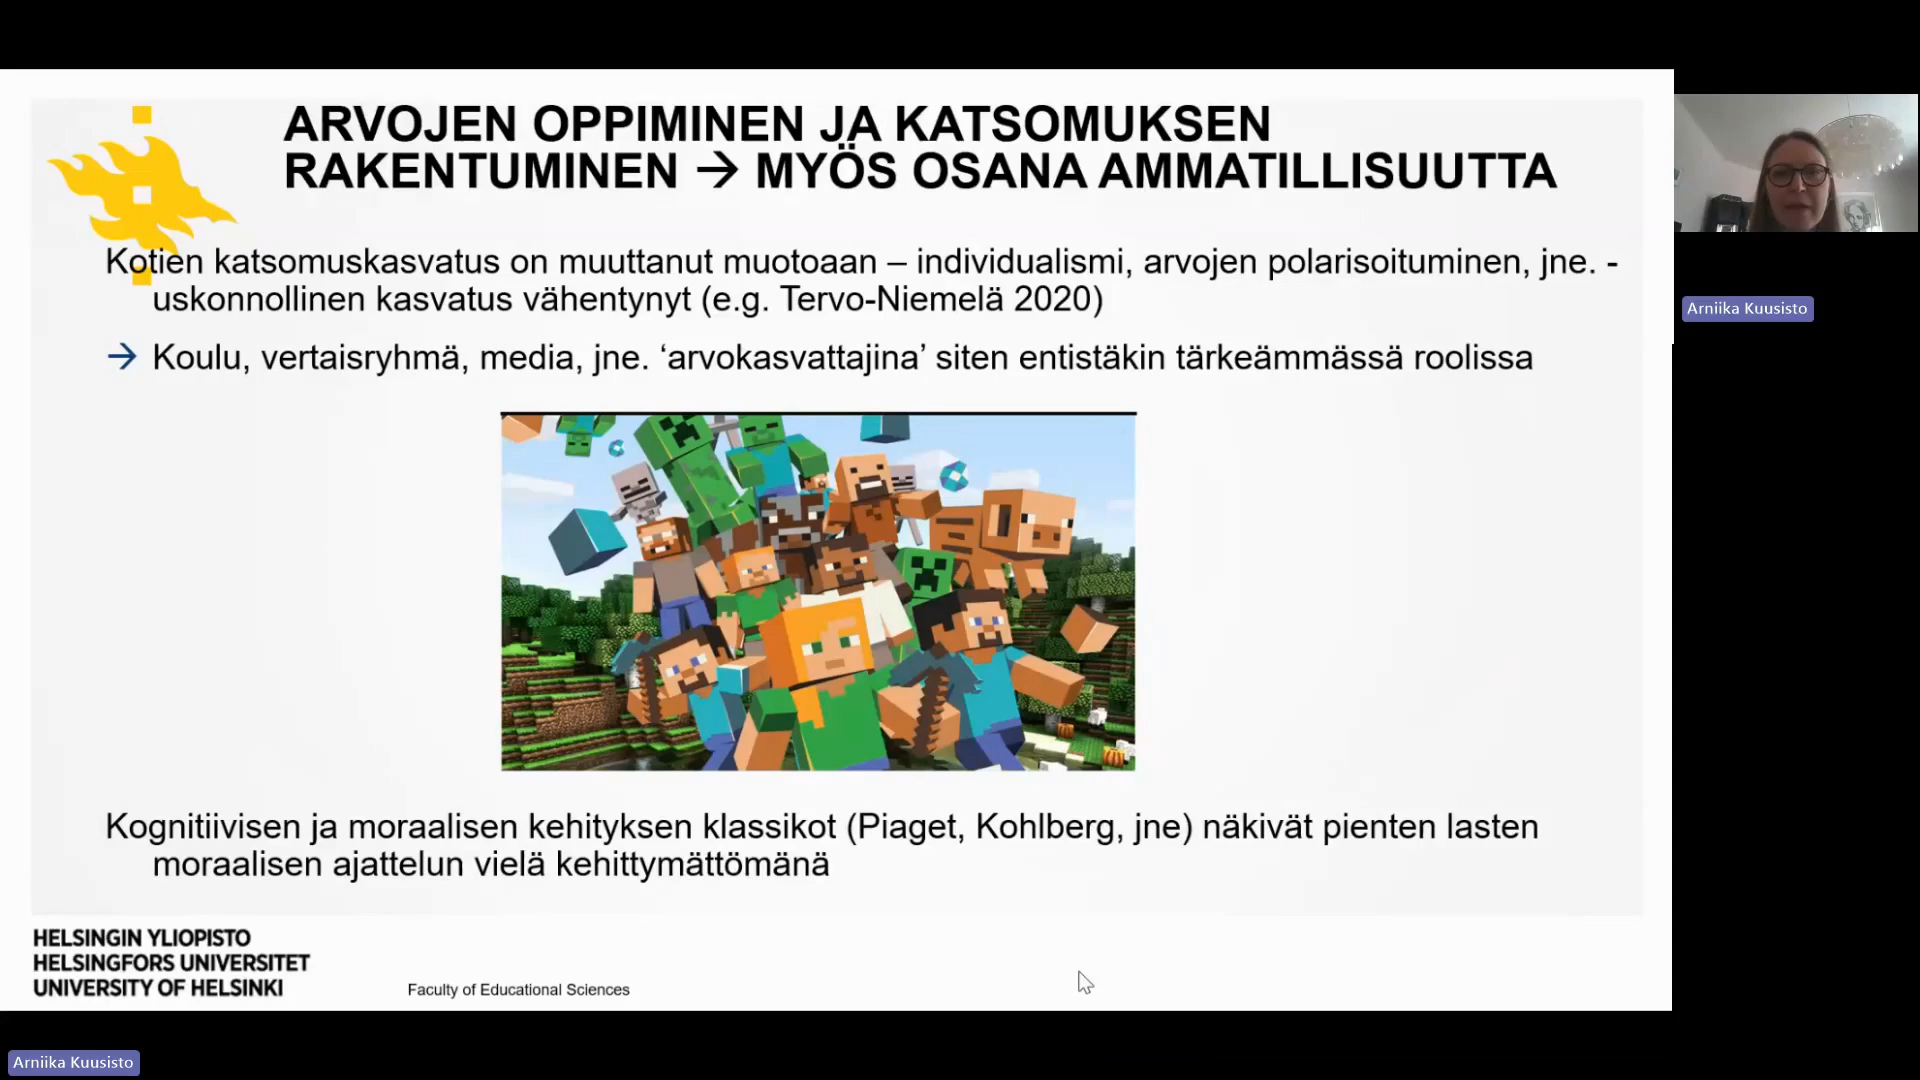 ARVOJEN OPPIMINEN JA KATSOMUKSEN
RAKENTUMINEN → MYÖS OSANA AMMATILLISUUTTA
Kotien katsomuskasvatus on muuttanut muotoaan – individualismi, arvojen polarisoituminen, jne. -
uskonnollinen kasvatus vähentynyt (e.g. Tervo-Niemelä 2020)
→ Koulu, vertaisryhmä, media, jne. ‘arvokasvattajina’ siten entistäkin tärkeämmässä roolissa
Kognitiivisen ja moraalisen kehityksen klassikot (Piaget, Kohlberg, jne) näkivät pienten lasten
moraalisen ajattelun vielä kehittymättömänä
HELSINGIN YLIOPISTO
HELSINGFORS UNIVERSITET
UNIVERSITY OF HELSINKI
Faculty of Educational Sciences
Arniika Kuusisto
Arniika Kuusisto